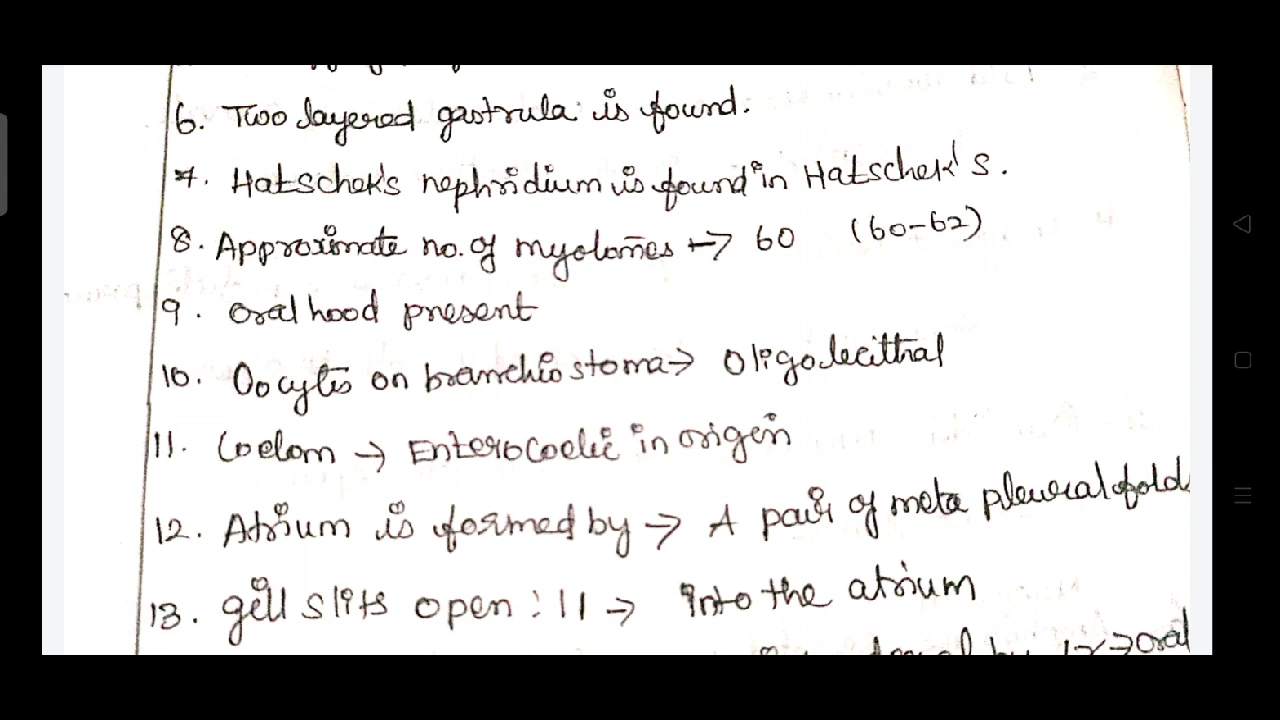 6. Two layered gastrula is found.
7. Hatschek's nephridium is found in Hatschek's.
8. Approximate no. of myotomes → 60 (60-62)
9. Oral hood present
10. Oocytes on branchiostoma → Oligolecithal
11. Coelom → Enterocoelic in origin
12. Atrium is formed by → A pair of meta pleural fold
13. gill slits open : 11 → into the atrium
by → oral